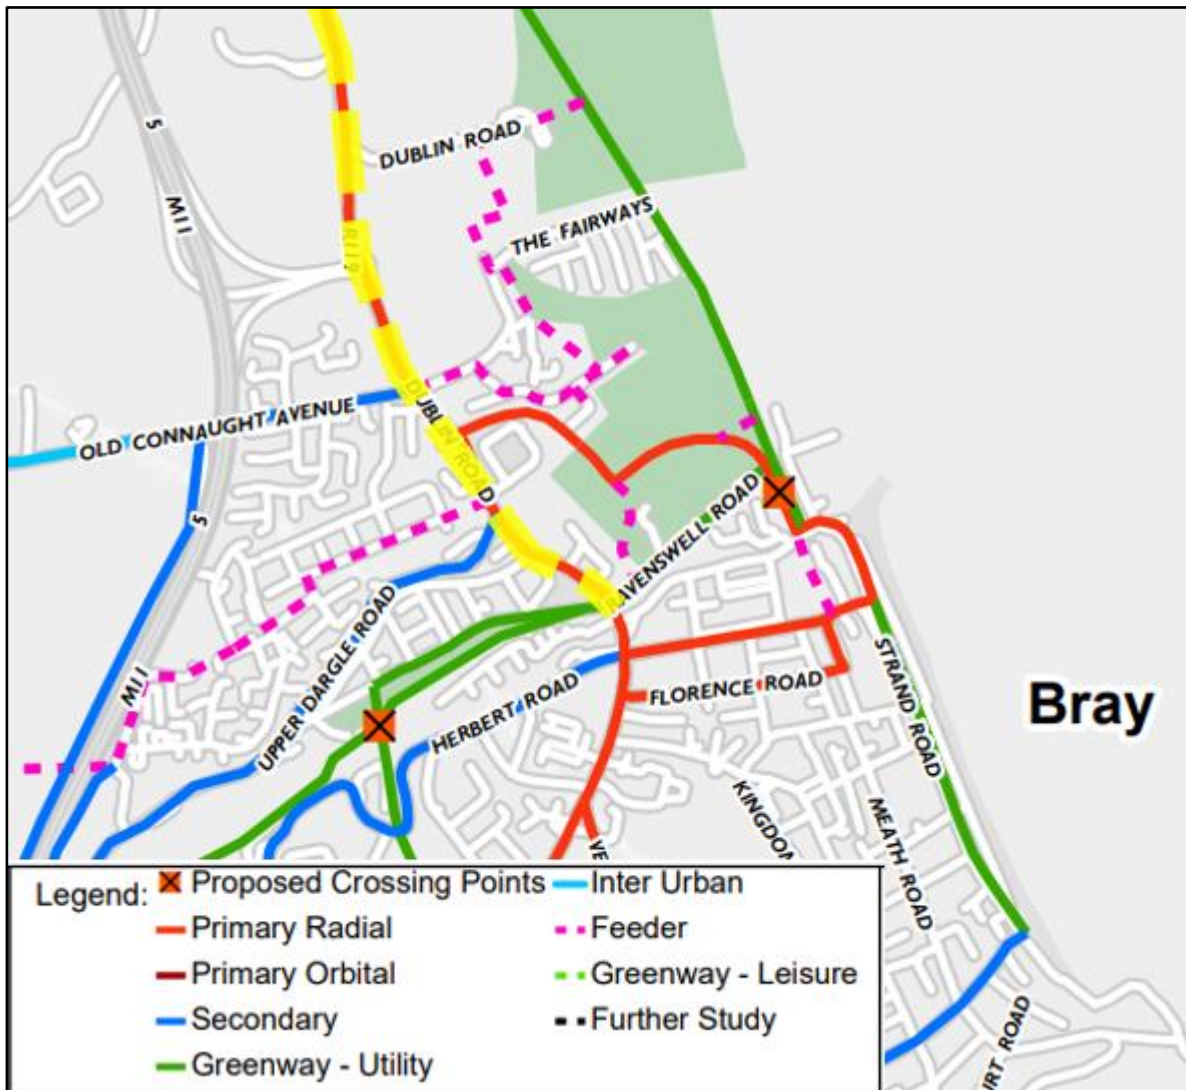 DUBLIN ROAD
S
M11
THE FAIRWAYS
R119
DUBLIN ROAD
OLD CONNAUGHT AVENUE
RAVENSWELL ROAD
S
M11
UPPER DARGLE ROAD
HERBERT ROAD
FLORENCE ROAD
STRAND ROAD
Bray
MEATH ROAD
Legend:
Proposed Crossing Points
Inter Urban
Primary Radial
Feeder
Primary Orbital
Greenway - Leisure
Secondary
Further Study
Greenway - Utility